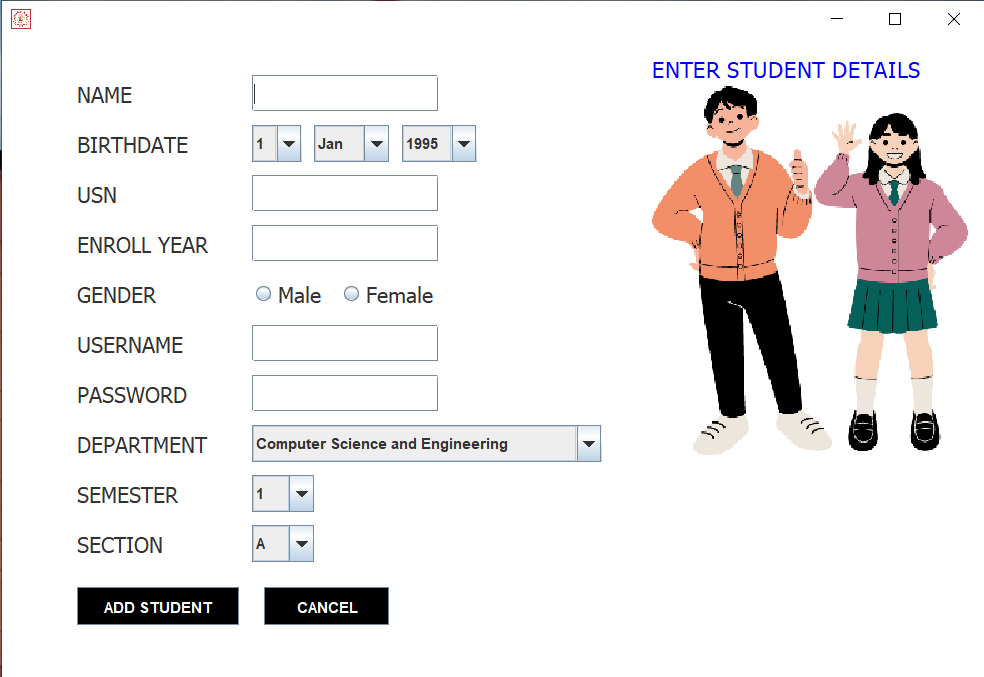 ENTER STUDENT DETAILS
NAME
BIRTHDATE 1 Jan 1995
USN
ENROLL YEAR
GENDER Male Female
USERNAME
PASSWORD
DEPARTMENT Computer Science and Engineering
SEMESTER 1
SECTION A
ADD STUDENT CANCEL